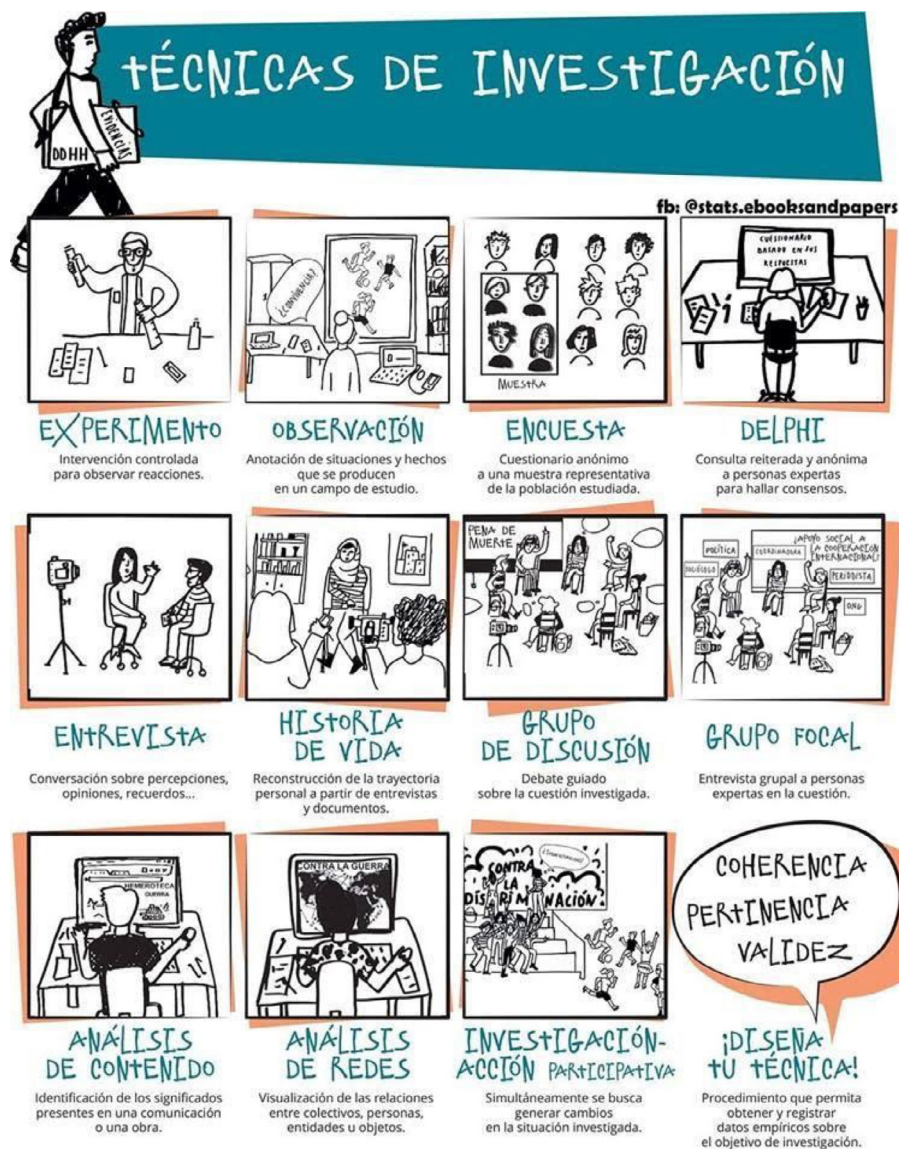 TÉCNICAS DE INVESTIGACIÓN
DDHH
EVIDENCIAS
fb: @stats.ebooksandpapers
¿CONVIVENCIA?
MUESTRA
CUESTIONARIO
BASADO EN SUS
RESPUESTAS
EXPERIMENTO
Intervención controlada
para observar reacciones.
OBSERVACIÓN
Anotación de situaciones y hechos
que se producen
en un campo de estudio.
ENCUESTA
Cuestionario anónimo
a una muestra representativa
de la población estudiada.
DELPHI
Consulta reiterada y anónima
a personas expertas
para hallar consensos.
PENA DE
MUERTE
¿APOYO SOCIAL A
LA COOPERACIÓN
INTERNACIONAL?
POLÍTICA
COORDINADORA
SOCIÓLOGO
PERIODISTA
ONG
ENTREVISTA
Conversación sobre percepciones,
opiniones, recuerdos...
HISTORIA
DE VIDA
Reconstrucción de la trayectoria
personal a partir de entrevistas
y documentos.
GRUPO
DE DISCUSIÓN
Debate guiado
sobre la cuestión investigada.
GRUPO FOCAL
Entrevista grupal a personas
expertas en la cuestión.
HEMEROTECA
GUERRA
CONTRA LA GUERRA
CONTRA
LA
DISCRIMINACIÓN
COHERENCIA
PERTINENCIA
VALIDEZ
ANÁLISIS
DE CONTENIDO
Identificación de los significados
presentes en una comunicación
o una obra.
ANÁLISIS
DE REDES
Visualización de las relaciones
entre colectivos, personas,
entidades u objetos.
INVESTIGACIÓN-
ACCIÓN PARTICIPATIVA
Simultáneamente se busca
generar cambios
en la situación investigada.
¡DISEÑA
TU TÉCNICA!
Procedimiento que permita
obtener y registrar
datos empíricos sobre
el objetivo de investigación.